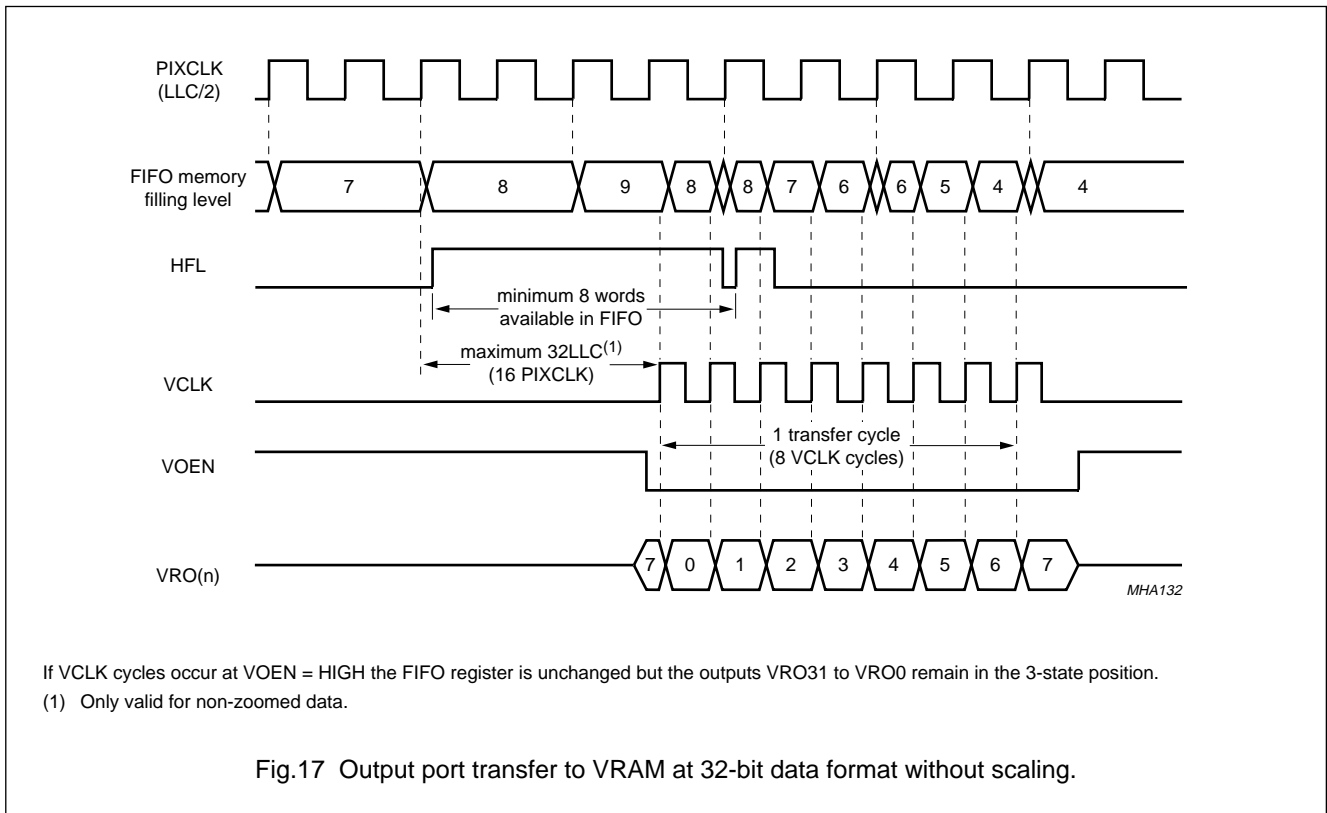 PIXCLK
(LLC/2)
FIFO memory
filling level
7 8 9 8 8 7 6 6 5 4 4
HFL
minimum 8 words
available in FIFO
maximum 32LLC(1)
(16 PIXCLK)
VCLK
1 transfer cycle
(8 VCLK cycles)
VOEN
VRO(n)
7 0 1 2 3 4 5 6 7
MHA132
If VCLK cycles occur at VOEN = HIGH the FIFO register is unchanged but the outputs VRO31 to VRO0 remain in the 3-state position.
(1) Only valid for non-zoomed data.
Fig.17 Output port transfer to VRAM at 32-bit data format without scaling.